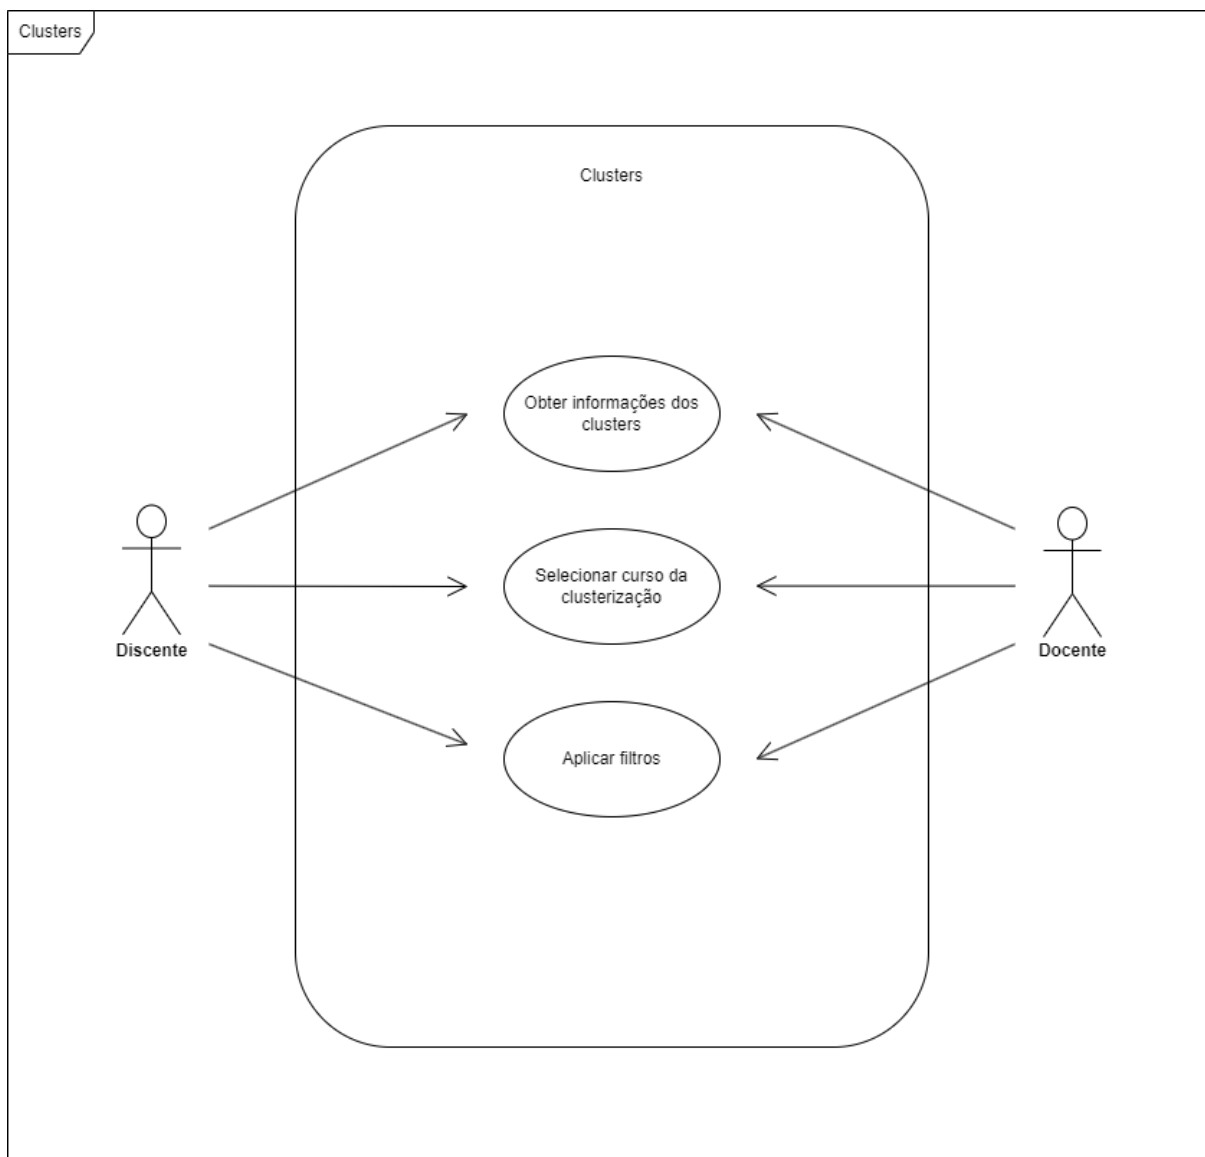 Clusters
Clusters
Obter informações dos
clusters
Selecionar curso da
clusterização
Discente
Docente
Aplicar filtros